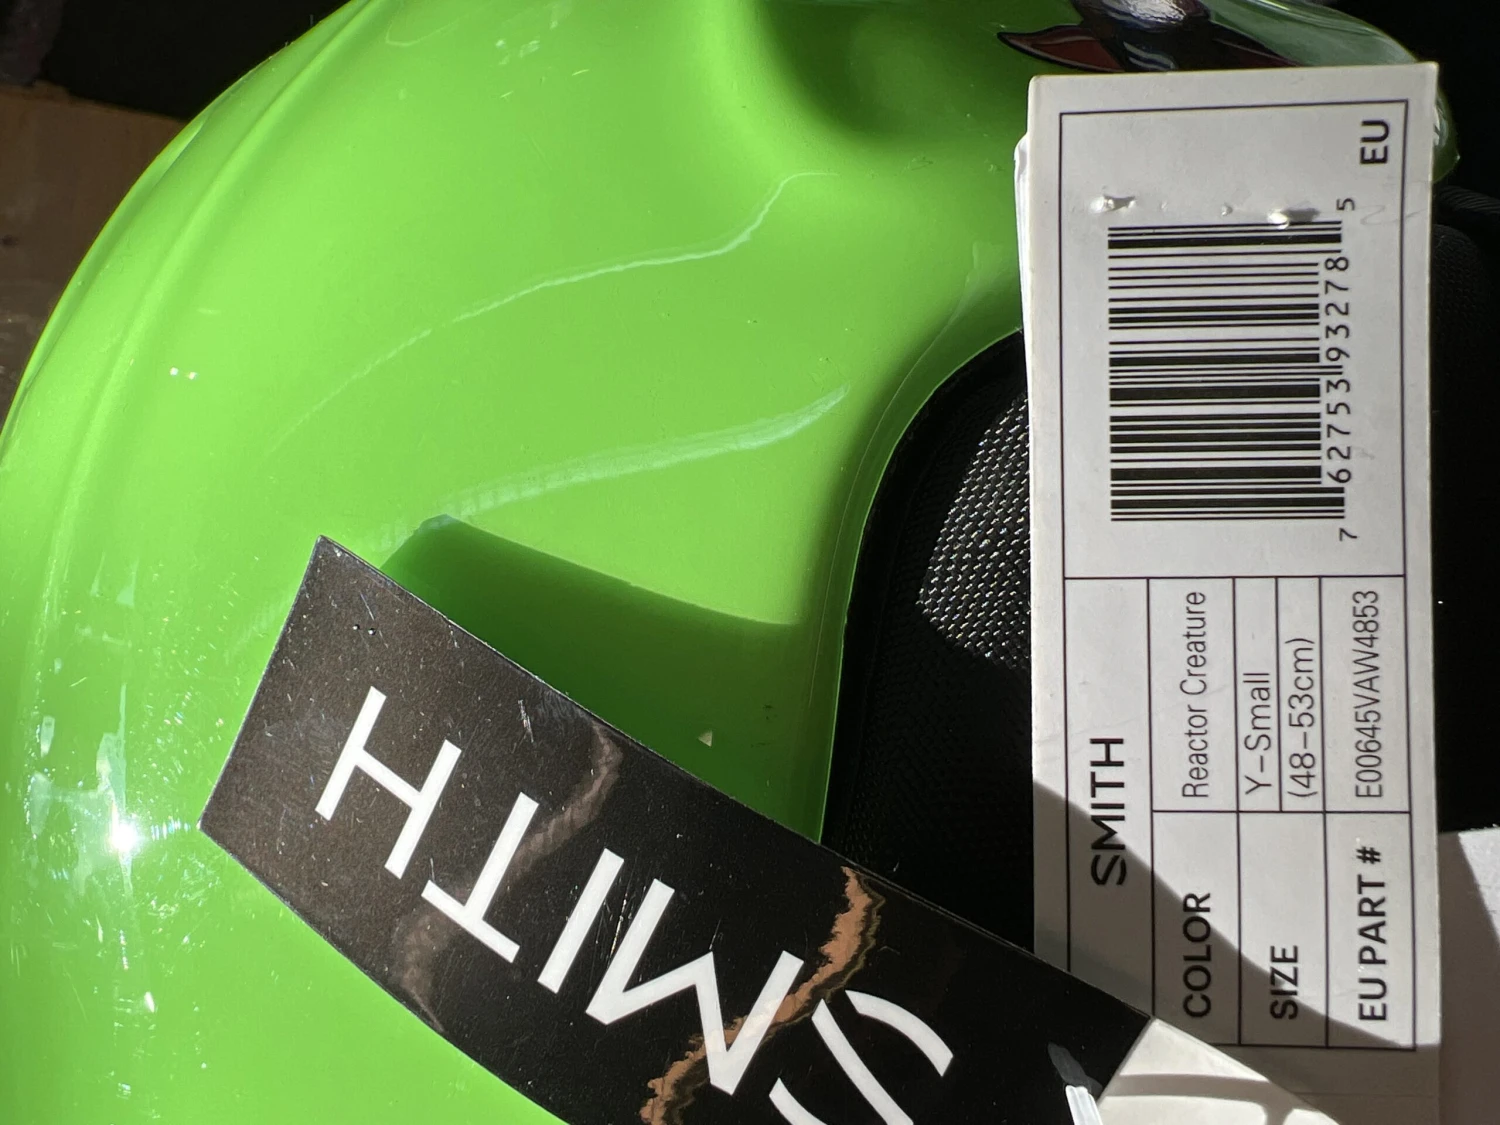 SMITH
COLOR Reactor Creature
SIZE Y-Small
(48-53cm)
EU PART # E00645VAW4853
7 62753 93278 5
EU
SMITH